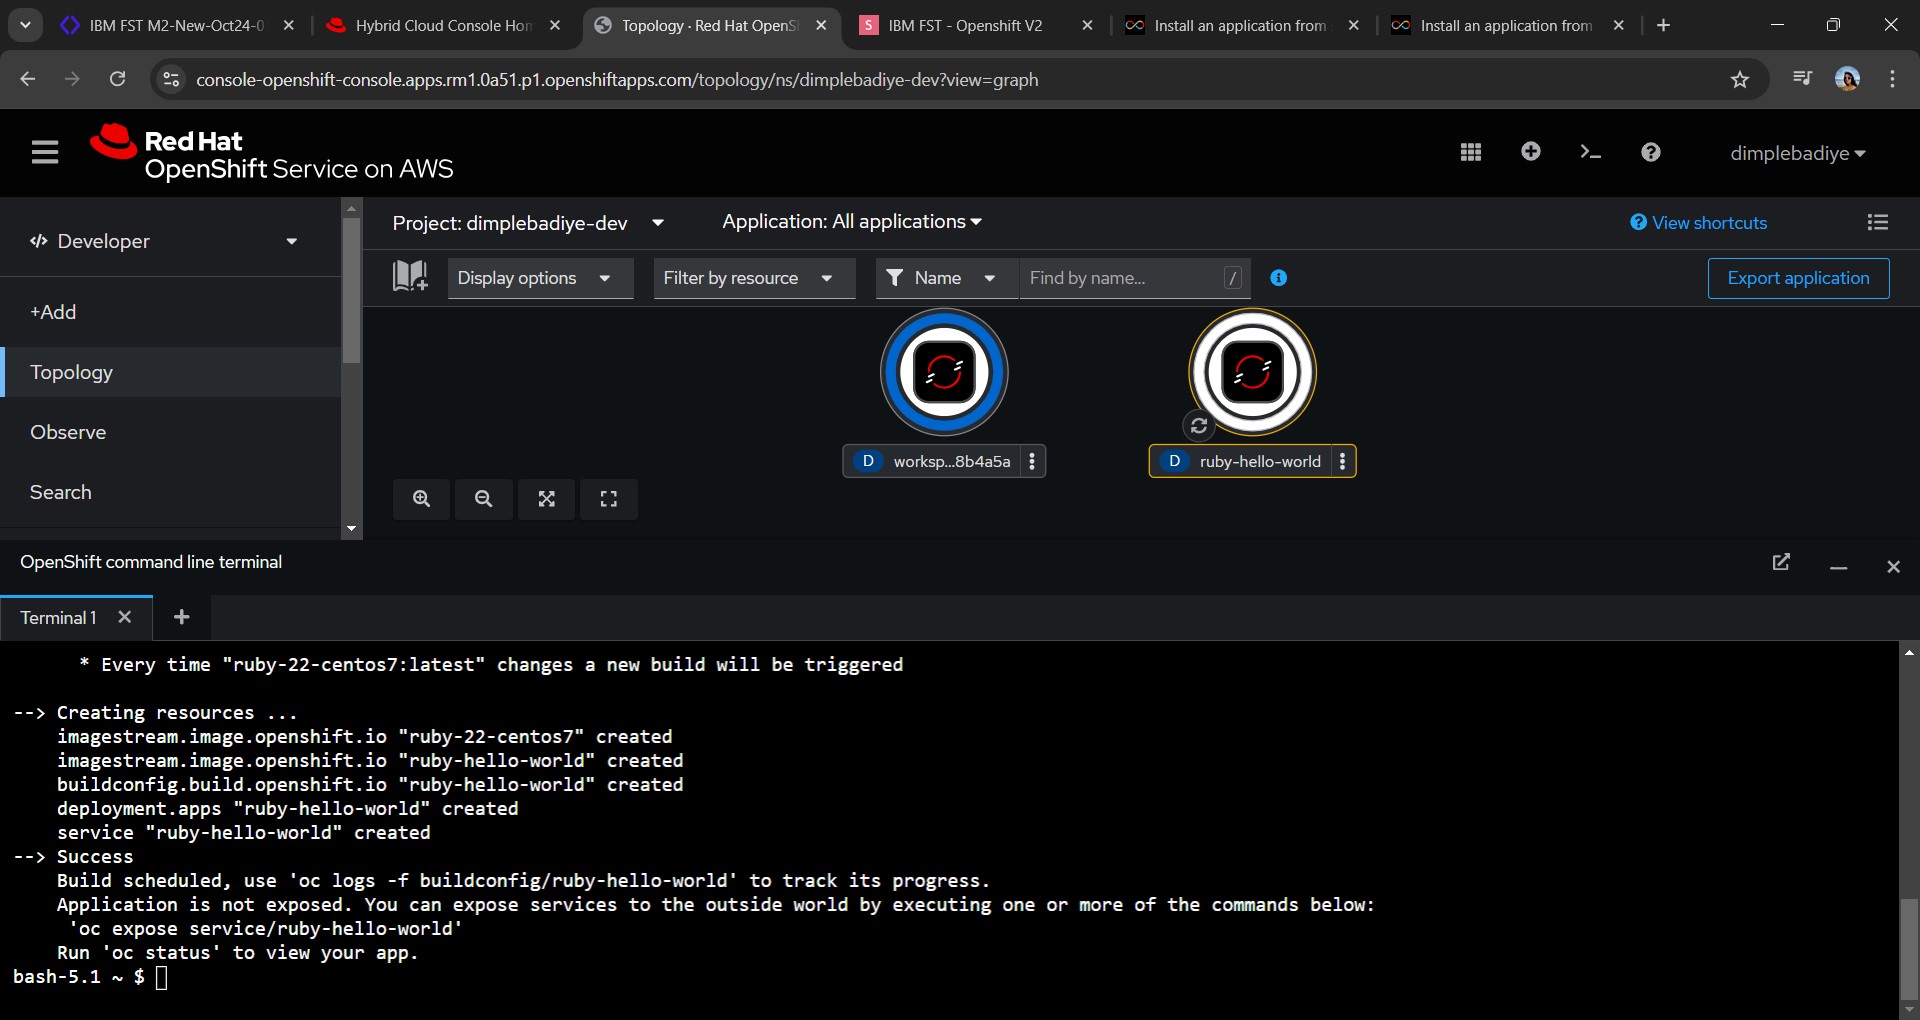 IBM FST M2-New-Oct24-0
Hybrid Cloud Console Hom
Topology · Red Hat OpenS
S IBM FST - Openshift V2
Install an application from
Install an application from
console-openshift-console.apps.rm1.0a51.p1.openshiftapps.com/topology/ns/dimplebadiye-dev?view=graph
Red Hat
OpenShift Service on AWS
dimplebadiye
Developer
Project: dimplebadiye-dev
Application: All applications
View shortcuts
Display options
Filter by resource
Name
Find by name...
/
Export application
+Add
Topology
Observe
Search
D worksp...8b4a5a
D ruby-hello-world
OpenShift command line terminal
Terminal 1
* Every time "ruby-22-centos7:latest" changes a new build will be triggered
--> Creating resources ...
imagestream.image.openshift.io "ruby-22-centos7" created
imagestream.image.openshift.io "ruby-hello-world" created
buildconfig.build.openshift.io "ruby-hello-world" created
deployment.apps "ruby-hello-world" created
service "ruby-hello-world" created
--> Success
Build scheduled, use 'oc logs -f buildconfig/ruby-hello-world' to track its progress.
Application is not exposed. You can expose services to the outside world by executing one or more of the commands below:
'oc expose service/ruby-hello-world'
Run 'oc status' to view your app.
bash-5.1 ~ $